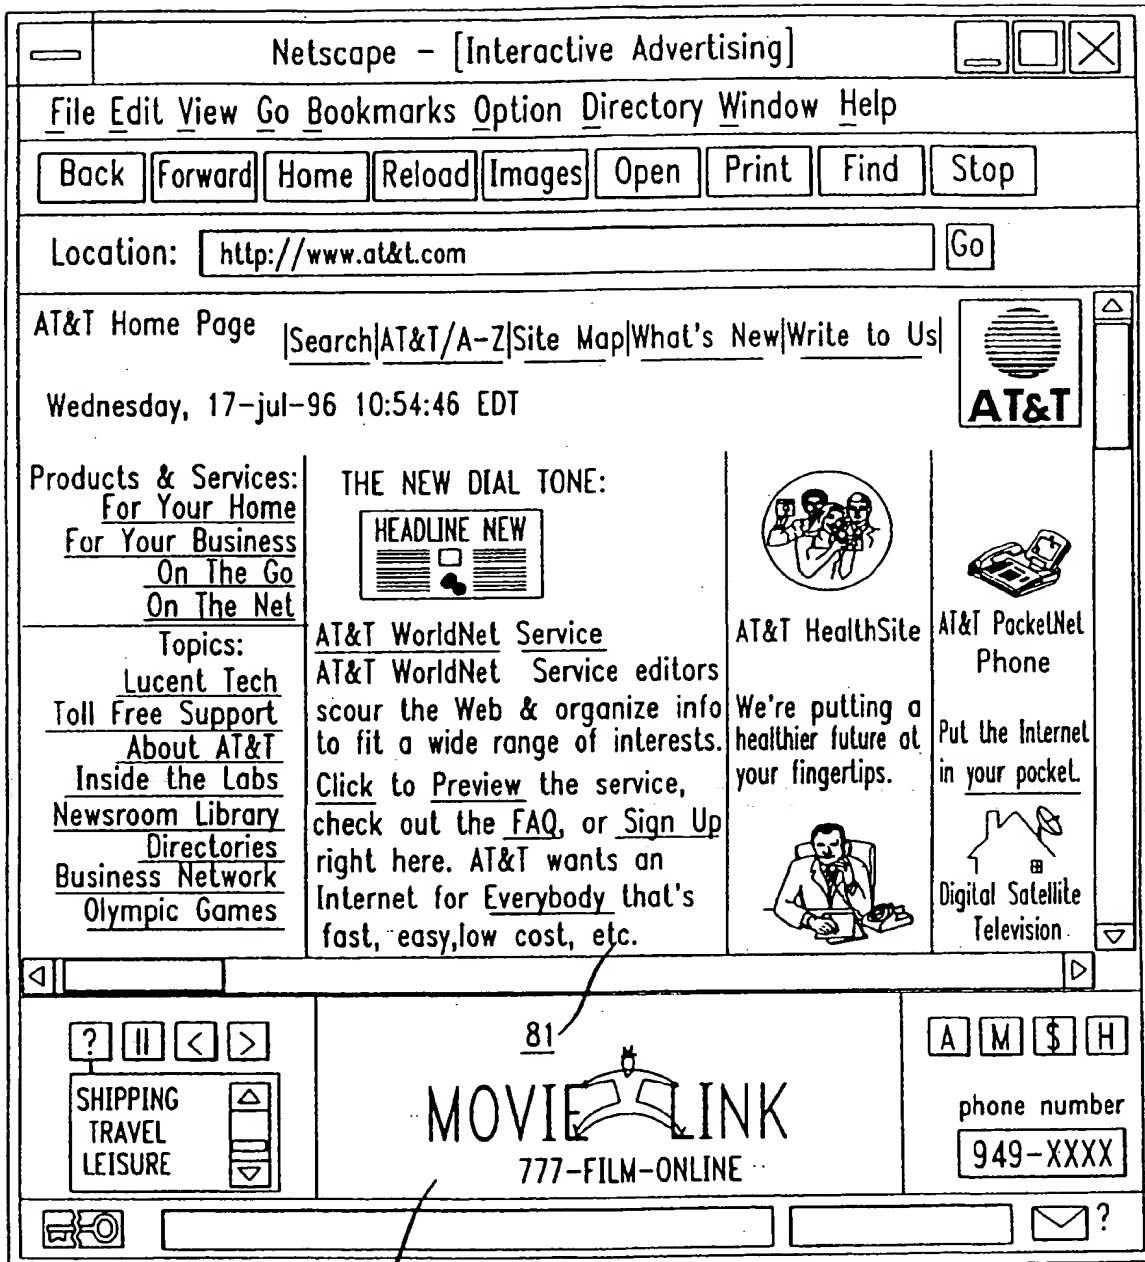 Netscape - [Interactive Advertising]
File Edit View Go Bookmarks Option Directory Window Help
Back Forward Home Reload Images Open Print Find Stop
Location: http://www.at&t.com Go
AT&T Home Page |Search|AT&T/A-Z|Site Map|What's New|Write to Us|
AT&T
Wednesday, 17-jul-96 10:54:46 EDT
Products & Services:
For Your Home
For Your Business
On The Go
On The Net
Topics:
Lucent Tech
Toll Free Support
About AT&T
Inside the Labs
Newsroom Library
Directories
Business Network
Olympic Games
THE NEW DIAL TONE:
HEADLINE NEW
AT&T WorldNet Service
AT&T WorldNet Service editors
scour the Web & organize info
to fit a wide range of interests.
Click to Preview the service,
check out the FAQ, or Sign Up
right here. AT&T wants an
Internet for Everybody that's
fast, easy,low cost, etc.
AT&T HealthSite
We're putting a
healthier future at
your fingertips.
AT&T PocketNet
Phone
Put the Internet
in your pocket.
Digital Satellite
Television
? || < >
SHIPPING
TRAVEL
LEISURE
81
MOVIE LINK
777-FILM-ONLINE
A M $ H
phone number
949-XXXX
?